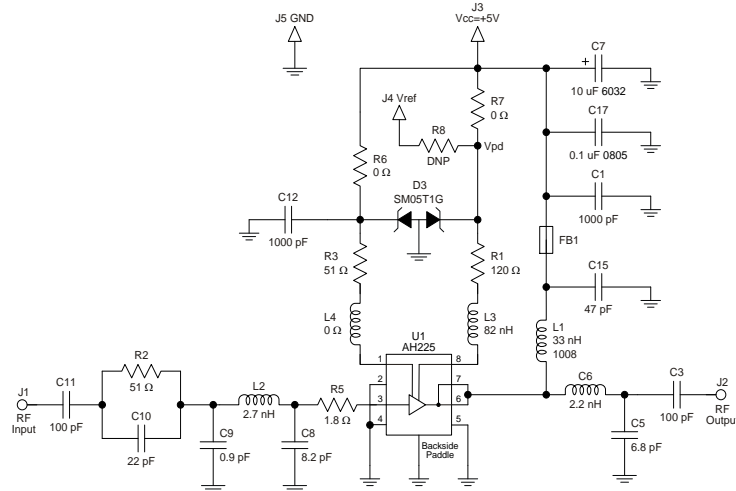 J5 GND
J3
Vcc=+5V
C7
+
10 uF 6032
J4 Vref
R7
0 Ω
R8
DNP
Vpd
C17
0.1 uF 0805
R6
0 Ω
D3
SM05T1G
C1
1000 pF
C12
1000 pF
R3
51 Ω
R1
120 Ω
FB1
C15
47 pF
L4
0 Ω
L3
82 nH
U1
AH225
L1
33 nH
1008
1
8
2
7
3
6
4
5
Backside
Paddle
J1
RF
Input
C11
100 pF
R2
51 Ω
C10
22 pF
L2
2.7 nH
R5
1.8 Ω
C9
0.9 pF
C8
8.2 pF
C6
2.2 nH
C3
100 pF
J2
RF
Output
C5
6.8 pF